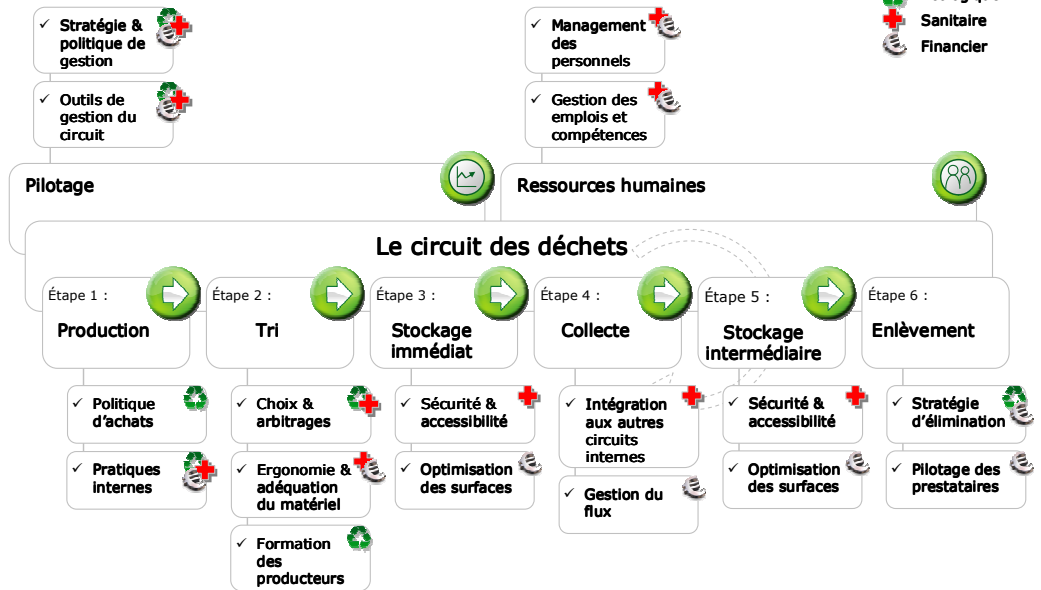 Stratégie &
politique de
gestion
Outils de
gestion du
circuit
Management
des
personnels
Gestion des
emplois et
compétences
Sanitaire
Financier
Pilotage
Ressources humaines
Le circuit des déchets
Étape 1 :
Production
Étape 2 :
Tri
Étape 3 :
Stockage
immédiat
Étape 4 :
Collecte
Étape 5 :
Stockage
intermédiaire
Étape 6 :
Enlèvement
Politique
d'achats
Pratiques
internes
Choix &
arbitrages
Ergonomie &
adéquation
du matériel
Formation
des
producteurs
Sécurité &
accessibilité
Optimisation
des surfaces
Intégration
aux autres
circuits
internes
Gestion du
flux
Sécurité &
accessibilité
Optimisation
des surfaces
Stratégie
d'élimination
Pilotage des
prestataires